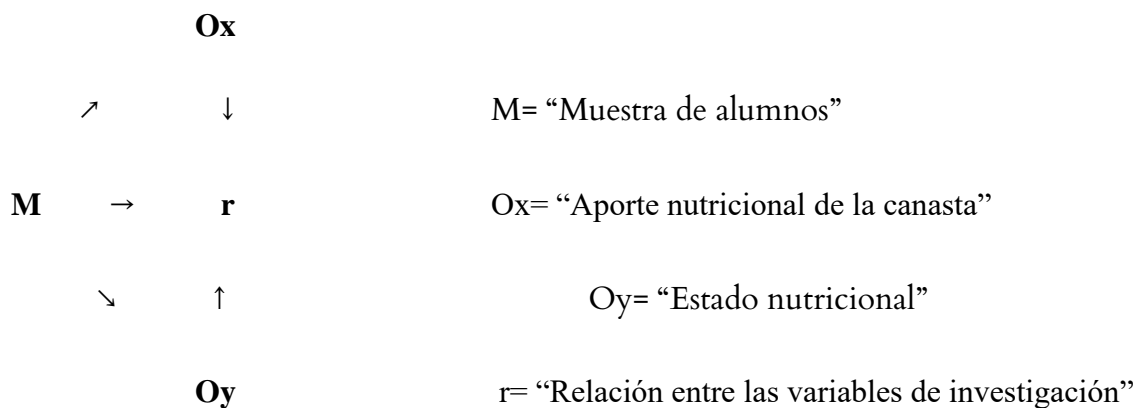 Ox
↗ ↓ M= “Muestra de alumnos”
M → r Ox= “Aporte nutricional de la canasta”
↘ ↑ Oy= “Estado nutricional”
Oy r= “Relación entre las variables de investigación”